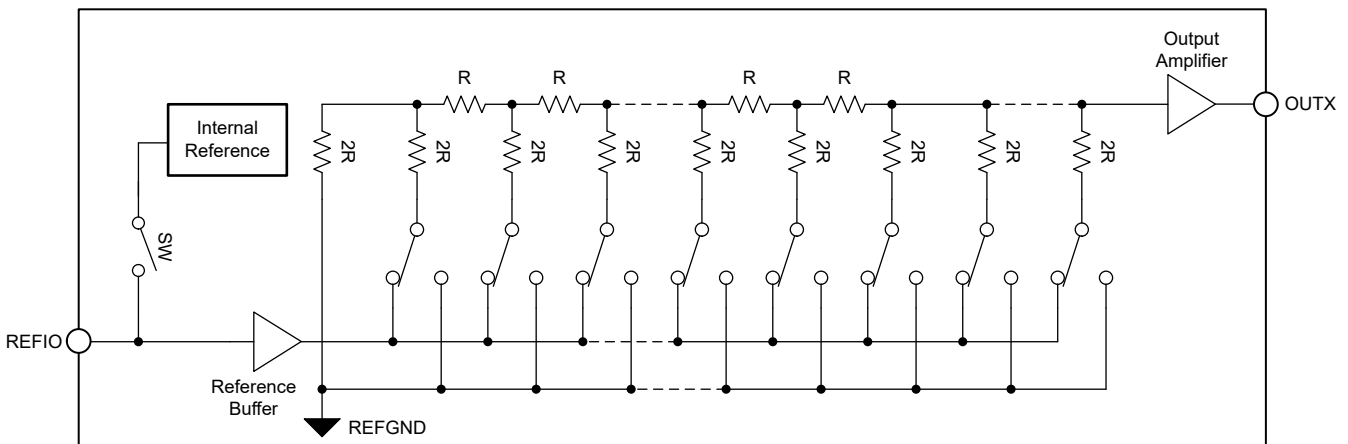 Output
Amplifier
R
R
R
R
OUTX
Internal
Reference
2R
2R
2R
2R
2R
2R
2R
2R
2R
SW
REFIO
Reference
Buffer
REFGND